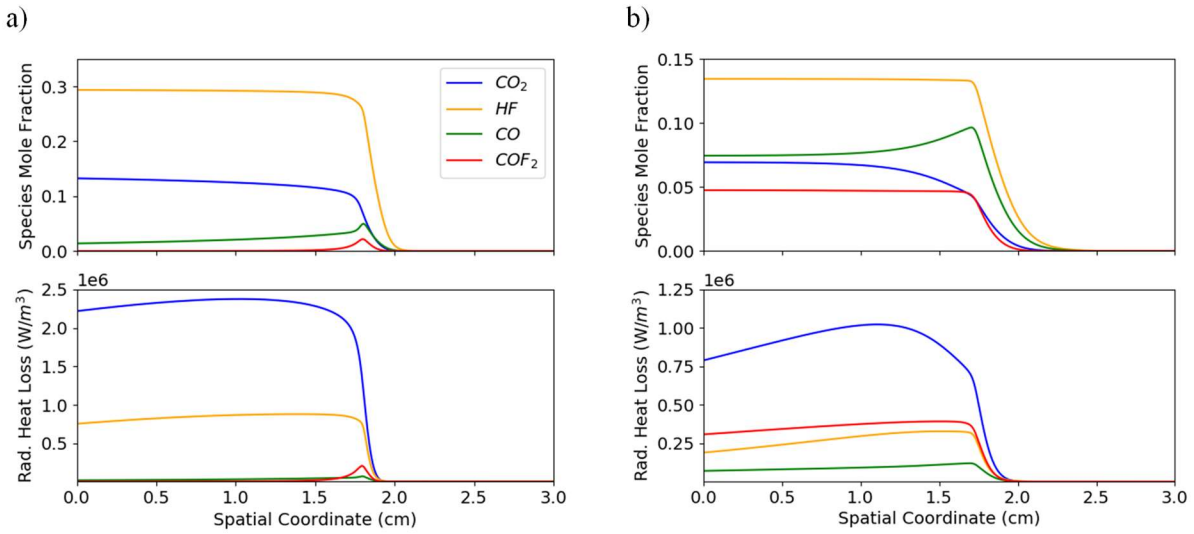 a)
b)
Species Mole Fraction
0.3
0.2
0.1
0.0
CO₂
HF
CO
COF₂
Species Mole Fraction
0.15
0.10
0.05
0.00
1e6
Rad. Heat Loss (W/m³)
2.5
2.0
1.5
1.0
0.5
0.0 0.5 1.0 1.5 2.0 2.5 3.0
Spatial Coordinate (cm)
1e6
Rad. Heat Loss (W/m³)
1.25
1.00
0.75
0.50
0.25
0.0 0.5 1.0 1.5 2.0 2.5 3.0
Spatial Coordinate (cm)